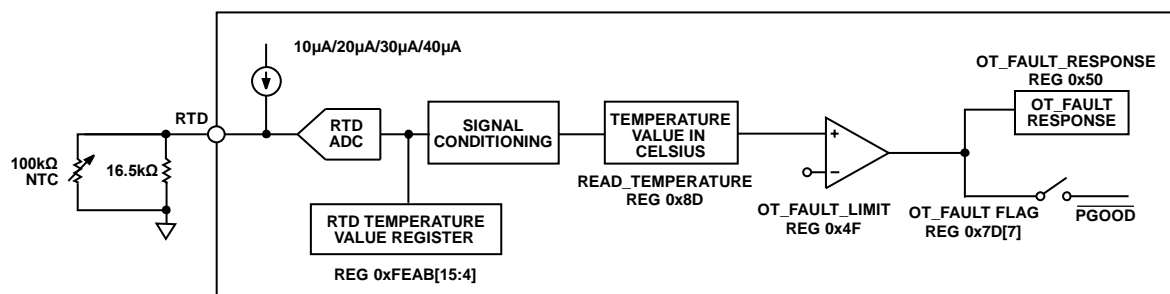 10µA/20µA/30µA/40µA
RTD
100kΩ
NTC
16.5kΩ
RTD
ADC
SIGNAL
CONDITIONING
TEMPERATURE
VALUE IN
CELSIUS
READ_TEMPERATURE
REG 0x8D
RTD TEMPERATURE
VALUE REGISTER
REG 0xFEAB[15:4]
+
–
OT_FAULT_LIMIT
REG 0x4F
OT_FAULT_RESPONSE
REG 0x50
OT_FAULT
RESPONSE
OT_FAULT FLAG
REG 0x7D[7]
PGOOD